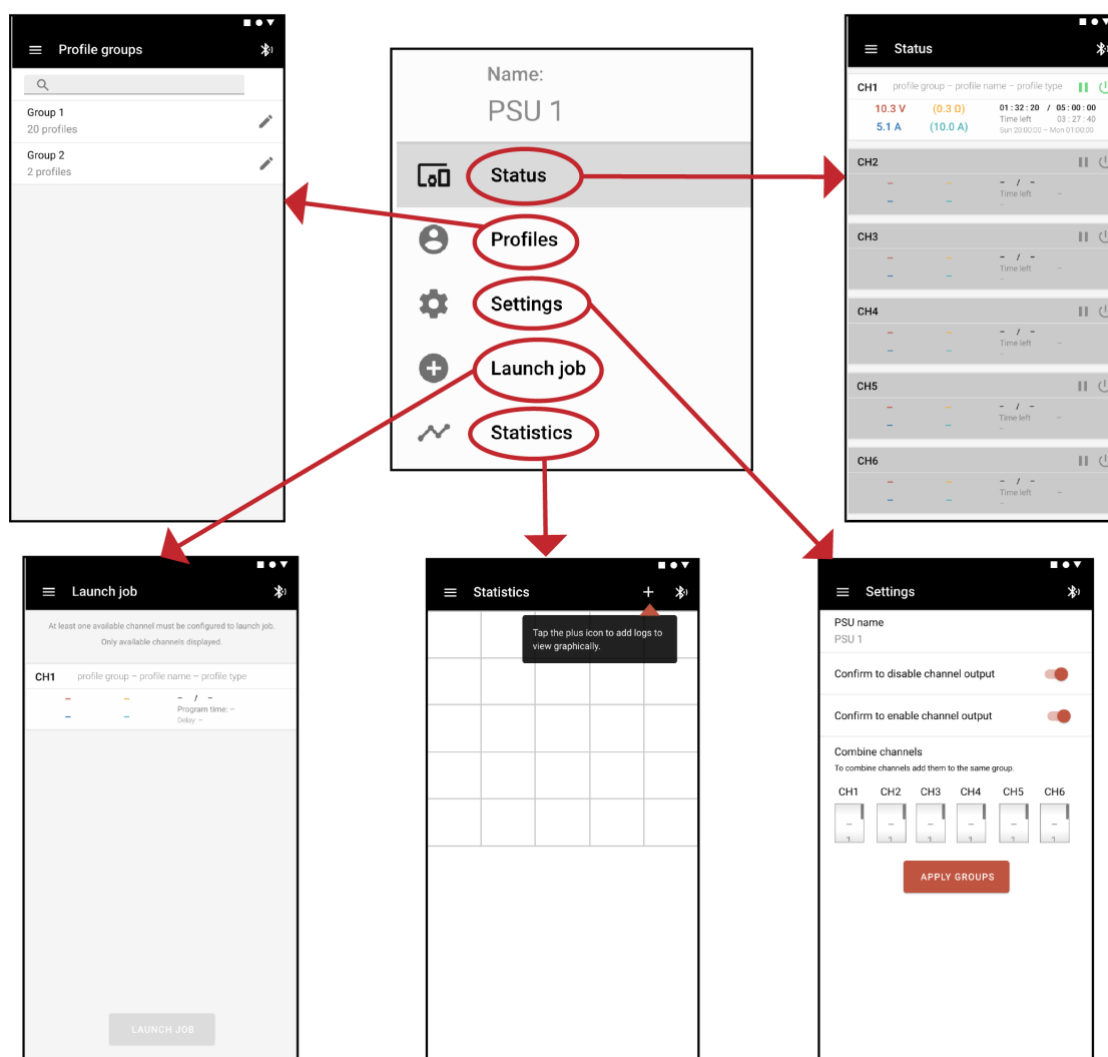 Profile groups
Group 1
20 profiles
Group 2
2 profiles
Name:
PSU 1
Status
Profiles
Settings
Launch job
Statistics
Status
CH1 profile group – profile name – profile type
10.3 V (0.3 Ω) 01:32:20 / 05:00:00
Time left 03:27:40
5.1 A (10.0 A) Sun 20:00:00 – Mon 01:00:00
CH2
– – – / –
Time left –
– – –
CH3
– – – / –
Time left –
– – –
CH4
– – – / –
Time left –
– – –
CH5
– – – / –
Time left –
– – –
CH6
– – – / –
Time left –
– – –
Launch job
At least one available channel must be configured to launch job.
Only available channels displayed.
CH1 profile group – profile name – profile type
– – – / –
Program time: –
– – Delay: –
LAUNCH JOB
Statistics
Tap the plus icon to add logs to
view graphically.
Settings
PSU name
PSU 1
Confirm to disable channel output
Confirm to enable channel output
Combine channels
To combine channels add them to the same group.
CH1 CH2 CH3 CH4 CH5 CH6
– – – – – –
1 1 1 1 1 1
APPLY GROUPS